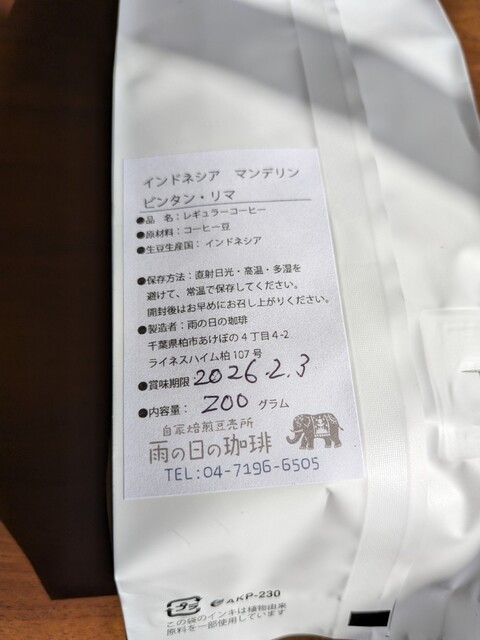 インドネシア　マンデリン
ビンタン・リマ
●品　名：レギュラーコーヒー
●原材料：コーヒー豆
●生豆生産国：インドネシア
●保存方法：直射日光・高温・多湿を
避けて、常温で保存してください。
開封後はお早めにお召し上がりください。
●製造者：雨の日の珈琲
千葉県柏市あけぼの４丁目4-2
ライネスハイム柏107号
●賞味期限 2026.2.3
●内容量： 200 グラム
自家焙煎豆売所
雨の日の珈琲
TEL:04-7196-6505
プラ AKP-230
この袋のインキは植物由来
原料を一部使用しています